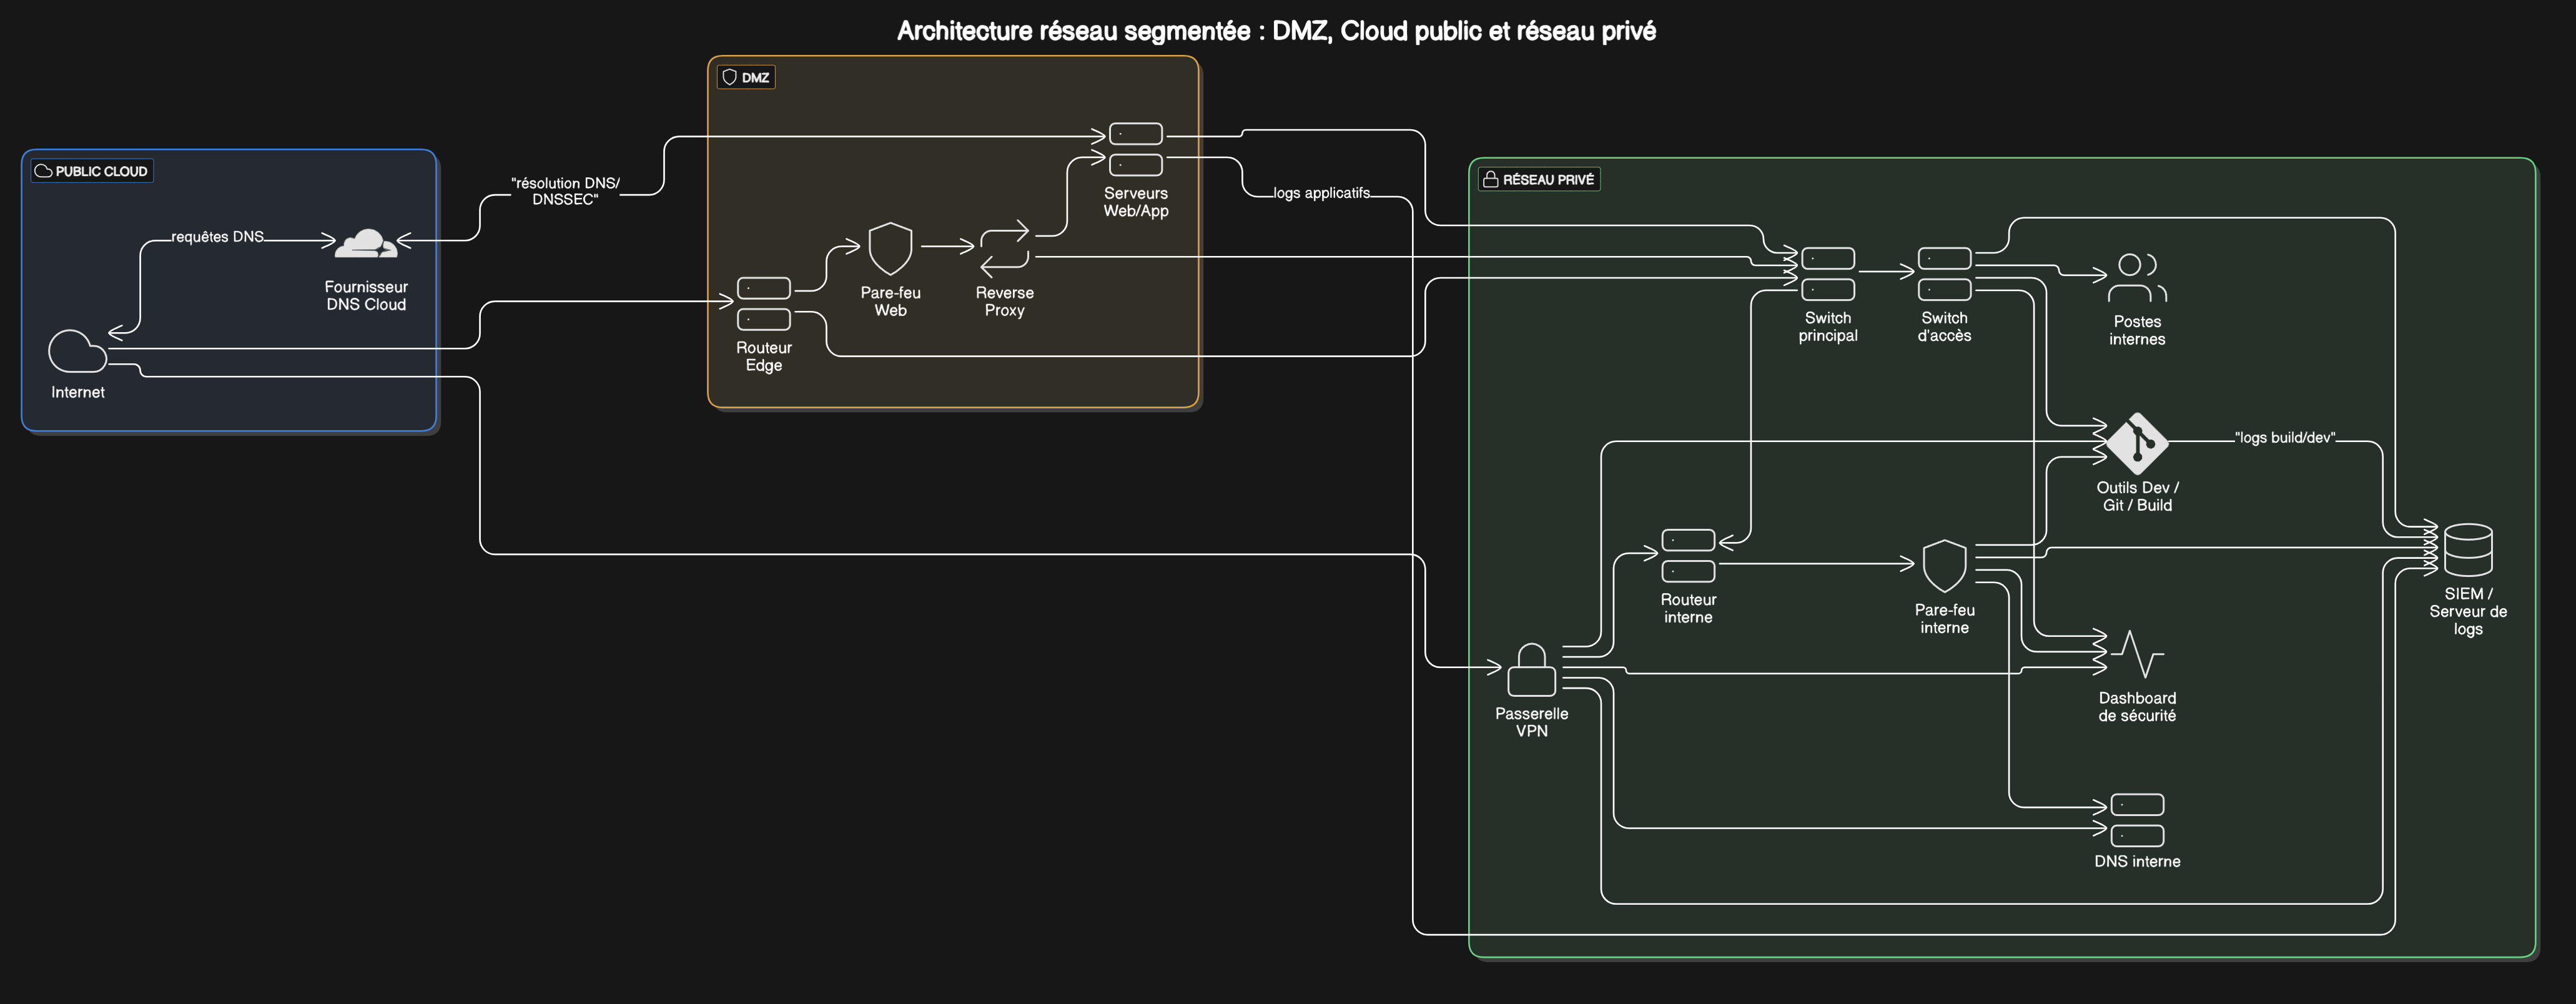 Architecture réseau segmentée : DMZ, Cloud public et réseau privé
DMZ
PUBLIC CLOUD
"résolution DNS/
DNSSEC"
requêtes DNS
Fournisseur
DNS Cloud
Internet
Serveurs
Web/App
logs applicatifs
Pare-feu
Web
Reverse
Proxy
Routeur
Edge
RÉSEAU PRIVÉ
Switch
principal
Switch
d'accès
Postes
internes
Outils Dev /
Git / Build
"logs build/dev"
Routeur
interne
Pare-feu
interne
SIEM /
Serveur de
logs
Passerelle
VPN
Dashboard
de sécurité
DNS interne